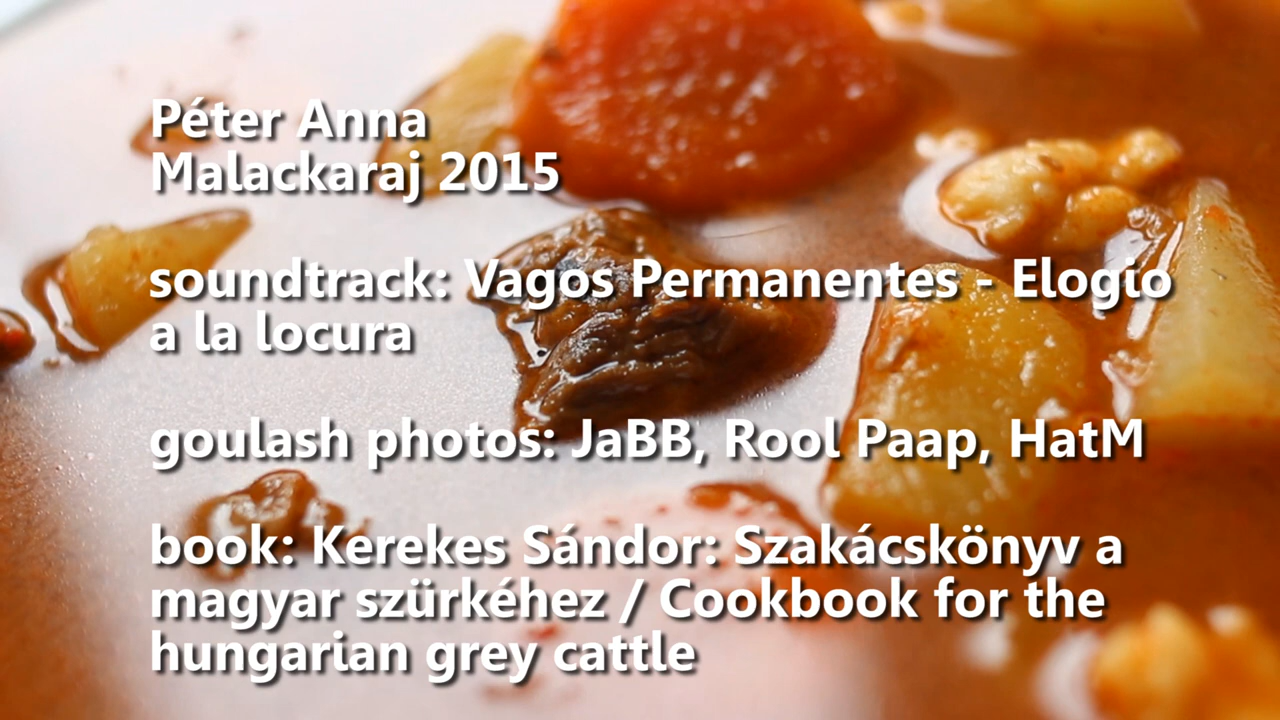 Péter Anna
Malackaraj 2015
soundtrack: Vagos Permanentes - Elogio
a la locura
goulash photos: JaBB, Rool Paap, HatM
book: Kerekes Sándor: Szakácskönyv a
magyar szürkéhez / Cookbook for the
hungarian grey cattle